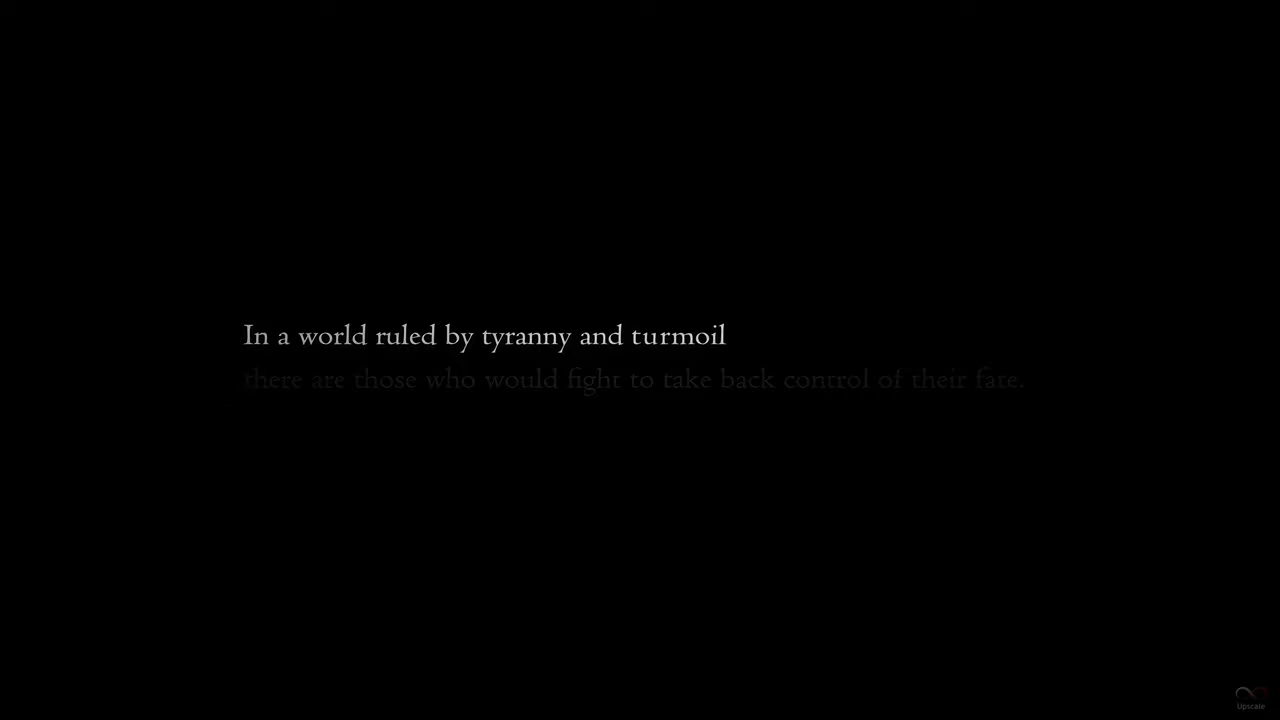 In a world ruled by tyranny and turmoil
there are those who would fight to take back control of their fate.
Upscale